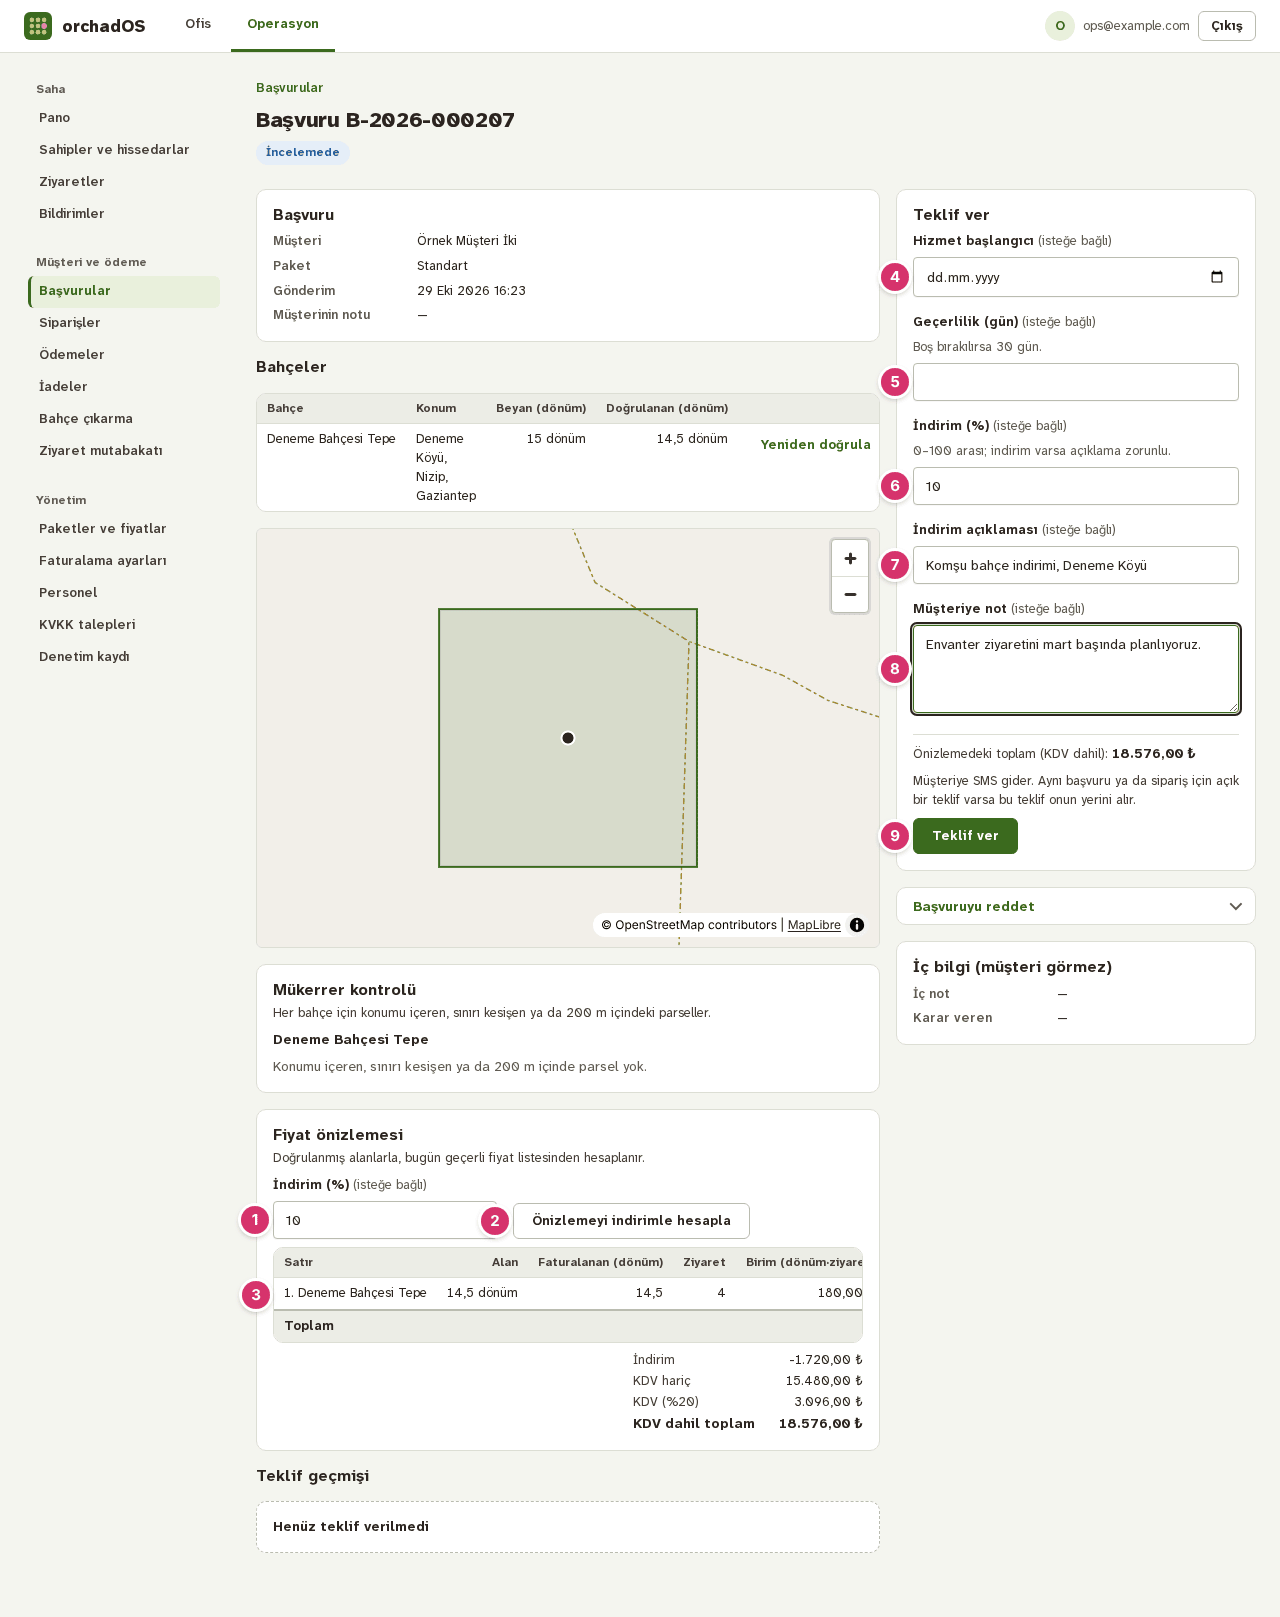 orchadOS
Ofis
Operasyon
O
ops@example.com
Çıkış
Saha
Pano
Sahipler ve hissedarlar
Ziyaretler
Bildirimler
Müşteri ve ödeme
Başvurular
Siparişler
Ödemeler
İadeler
Bahçe çıkarma
Ziyaret mutabakatı
Yönetim
Paketler ve fiyatlar
Faturalama ayarları
Personel
KVKK talepleri
Denetim kaydı
Başvurular
Başvuru B-2026-000207
İncelemede
Başvuru
Müşteri Örnek Müşteri İki
Paket Standart
Gönderim 29 Eki 2026 16:23
Müşterinin notu —
Bahçeler
Bahçe Konum Beyan (dönüm) Doğrulanan (dönüm)
Deneme Bahçesi Tepe Deneme 15 dönüm 14,5 dönüm Yeniden doğrula
Köyü,
Nizip,
Gaziantep
+
−
© OpenStreetMap contributors | MapLibre
Mükerrer kontrolü
Her bahçe için konumu içeren, sınırı kesişen ya da 200 m içindeki parseller.
Deneme Bahçesi Tepe
Konumu içeren, sınırı kesişen ya da 200 m içinde parsel yok.
Fiyat önizlemesi
Doğrulanmış alanlarla, bugün geçerli fiyat listesinden hesaplanır.
İndirim (%) (isteğe bağlı)
1
10
2
Önizlemeyi indirimle hesapla
Satır Alan Faturalanan (dönüm) Ziyaret Birim (dönüm·ziyare
3
1. Deneme Bahçesi Tepe 14,5 dönüm 14,5 4 180,00
Toplam
İndirim -1.720,00 ₺
KDV hariç 15.480,00 ₺
KDV (%20) 3.096,00 ₺
KDV dahil toplam 18.576,00 ₺
Teklif geçmişi
Henüz teklif verilmedi
Teklif ver
Hizmet başlangıcı (isteğe bağlı)
4
dd.mm.yyyy
Geçerlilik (gün) (isteğe bağlı)
Boş bırakılırsa 30 gün.
5
İndirim (%) (isteğe bağlı)
0–100 arası; indirim varsa açıklama zorunlu.
6
10
İndirim açıklaması (isteğe bağlı)
7
Komşu bahçe indirimi, Deneme Köyü
Müşteriye not (isteğe bağlı)
8
Envanter ziyaretini mart başında planlıyoruz.
Önizlemedeki toplam (KDV dahil): 18.576,00 ₺
Müşteriye SMS gider. Aynı başvuru ya da sipariş için açık
bir teklif varsa bu teklif onun yerini alır.
9
Teklif ver
Başvuruyu reddet
İç bilgi (müşteri görmez)
İç not —
Karar veren —